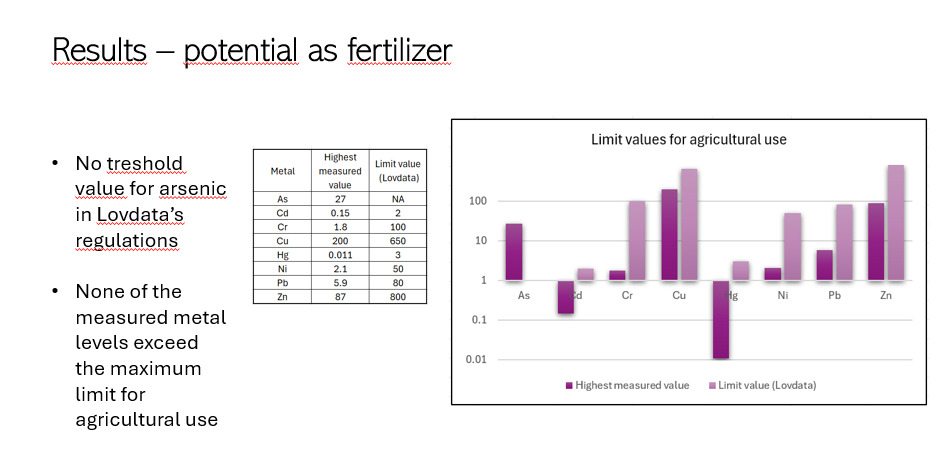 Results – potential as fertilizer
• No treshold
value for arsenic
in Lovdata's
regulations
• None of the
measured metal
levels exceed
the maximum
limit for
agricultural use
Metal Highest measured value Limit value (Lovdata)
As 27 NA
Cd 0.15 2
Cr 1.8 100
Cu 200 650
Hg 0.011 3
Ni 2.1 50
Pb 5.9 80
Zn 87 800
Limit values for agricultural use
100
10
1
As Cd Cr Cu Hg Ni Pb Zn
0.1
0.01
Highest measured value Limit value (Lovdata)